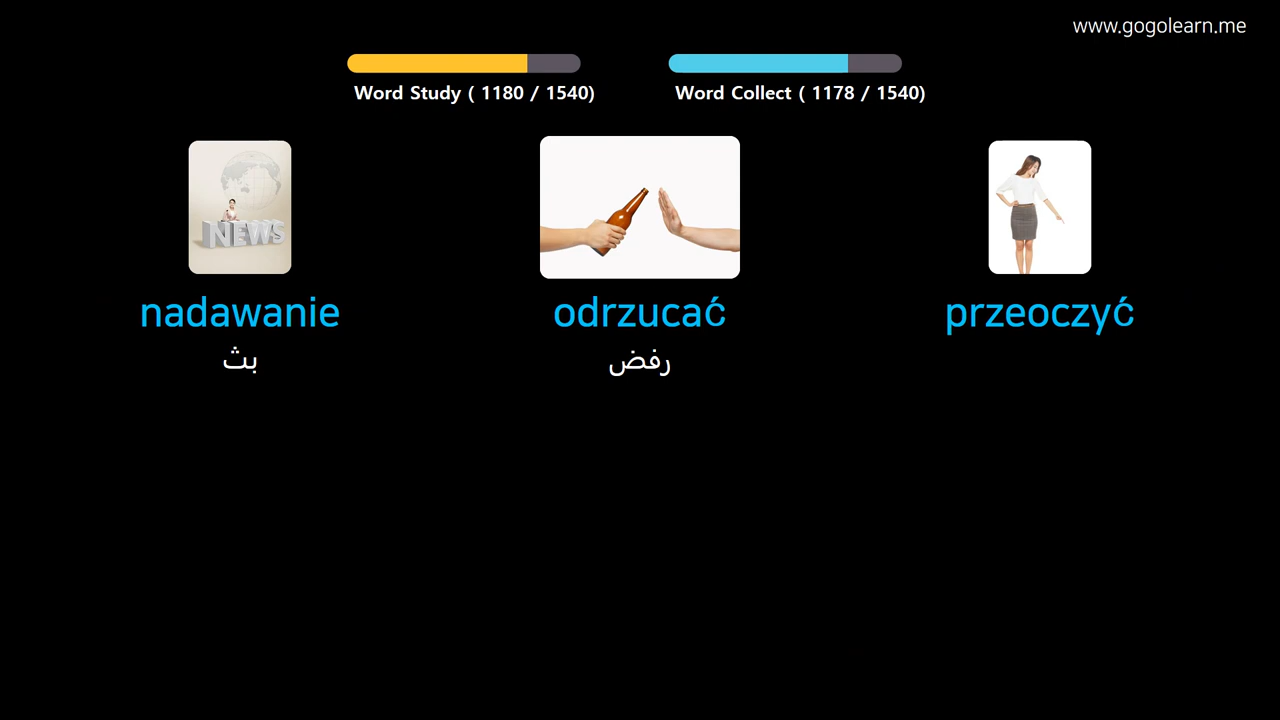 www.gogolearn.me
Word Study ( 1180 / 1540)
Word Collect ( 1178 / 1540)
NEWS
nadawanie
odrzucać
przeoczyć
بث
رفض